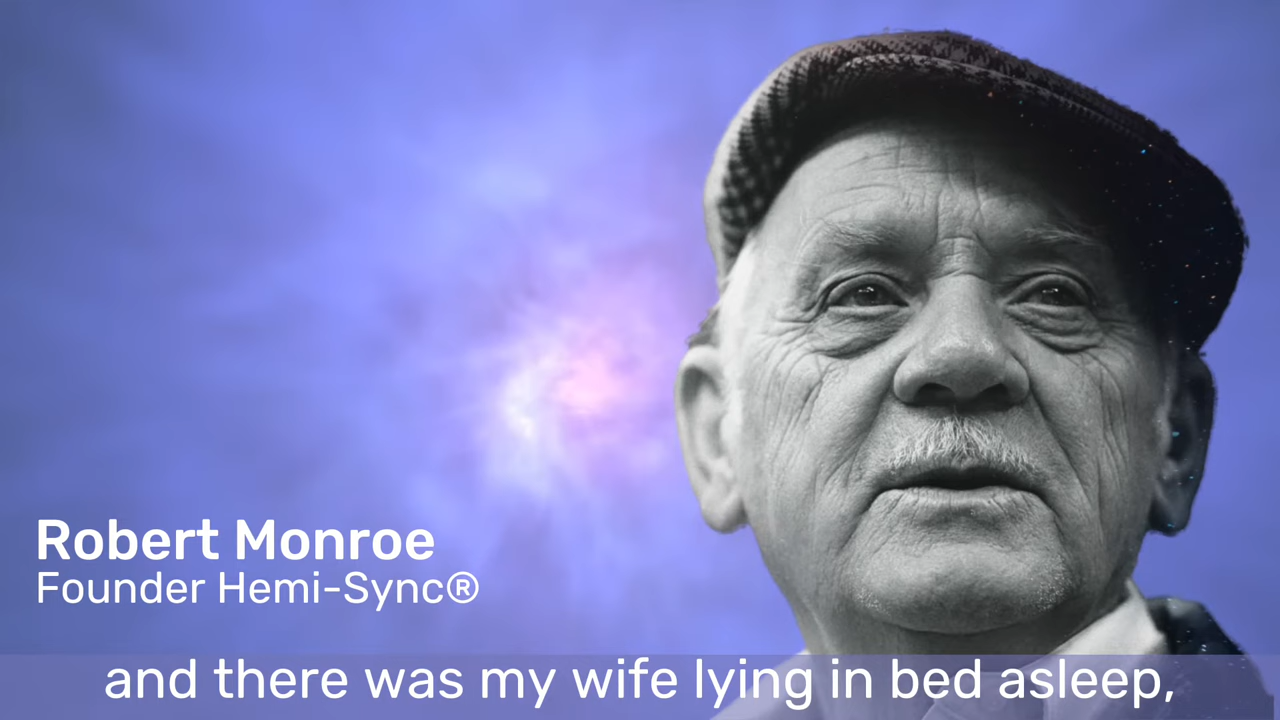 Robert Monroe
Founder Hemi-Sync®
and there was my wife lying in bed asleep,